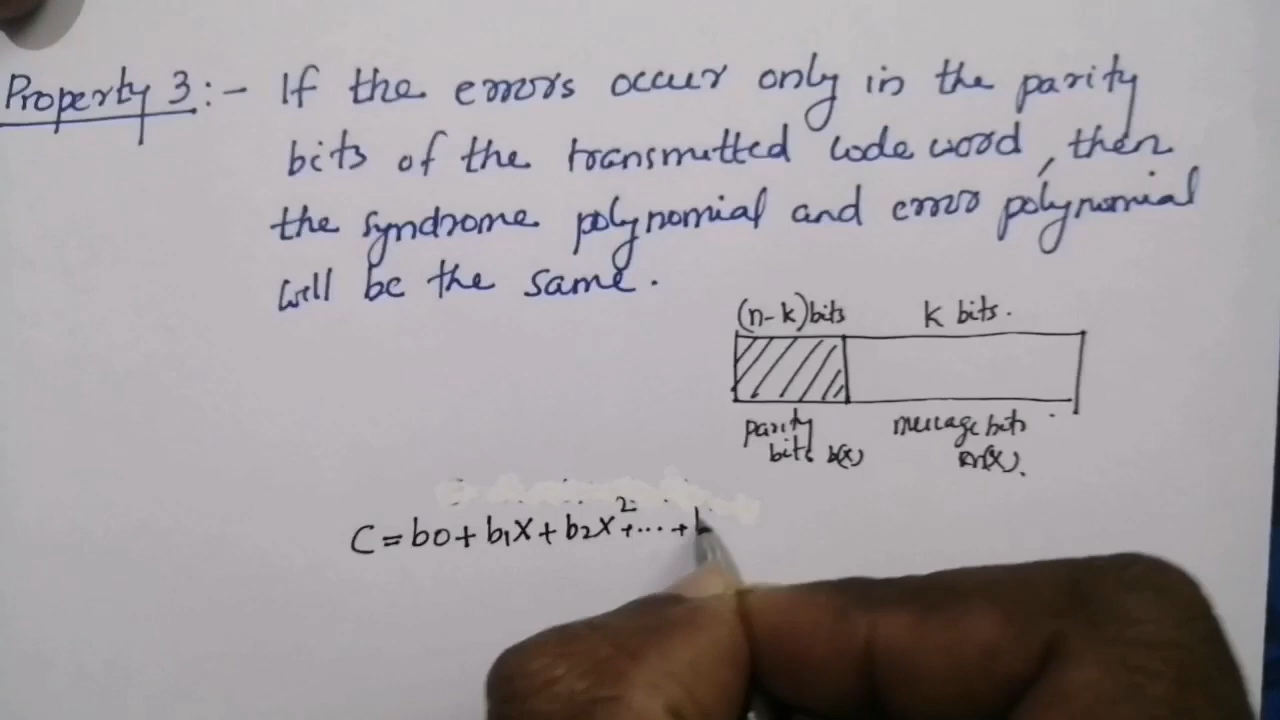 Property 3:- If the errors occur only in the parity
bits of the transmitted code word, then
the syndrome polynomial and error polynomial
will be the same.
(n-k)bits K bits.
parity message bits
bits b(x) m(x).
C = b0 + b1X + b2X² + ... + b